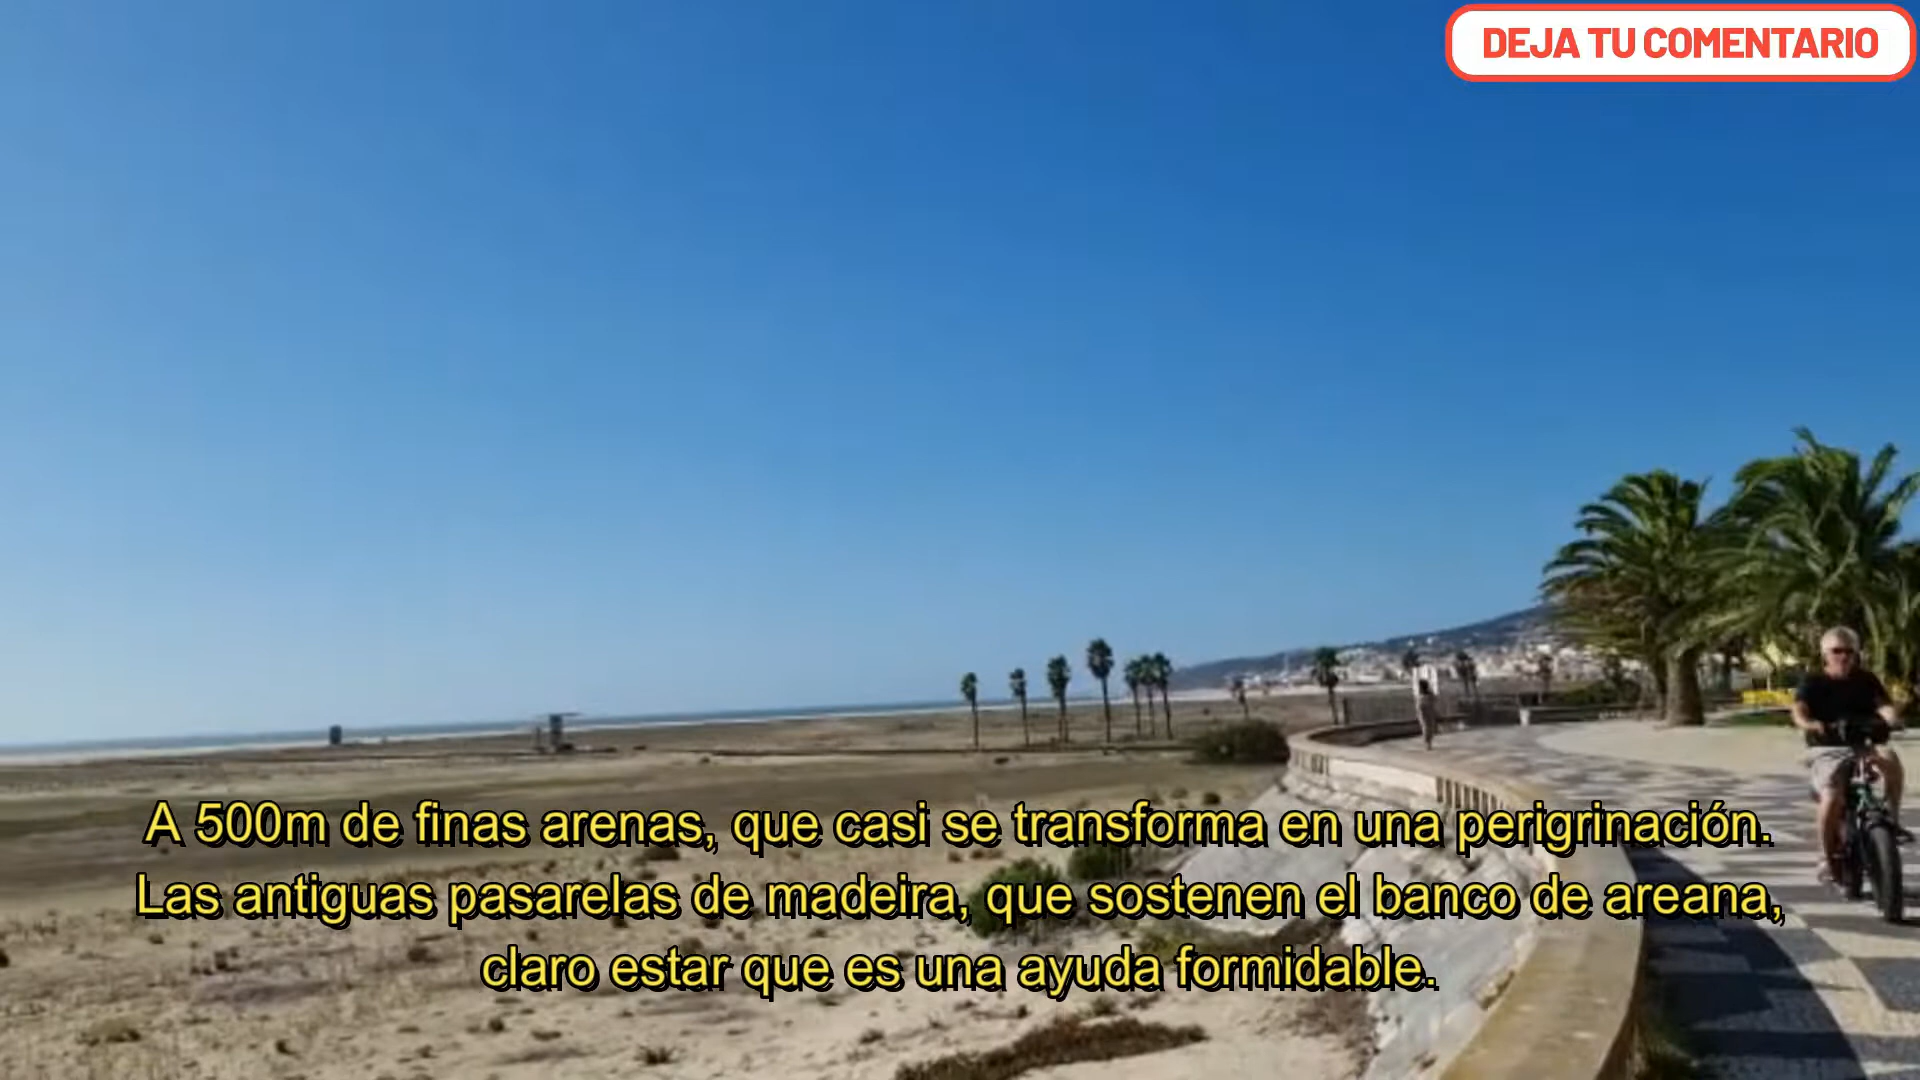 DEJA TU COMENTARIO
A 500m de finas arenas, que casi se transforma en una perigrinación.
Las antiguas pasarelas de madeira, que sostenen el banco de areana,
claro estar que es una ayuda formidable.